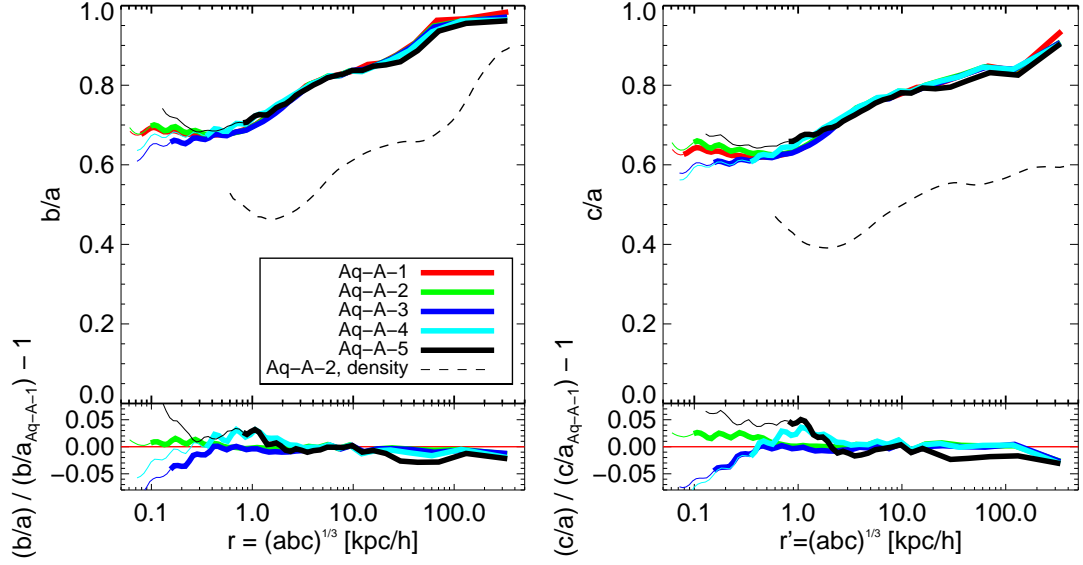 1.0
0.8
0.6
0.4
0.2
0.0
b/a
Aq−A−1
Aq−A−2
Aq−A−3
Aq−A−4
Aq−A−5
Aq−A−2, density
0.05
0.00
−0.05
(b/a) / (b/a_Aq−A−1) − 1
0.1 1.0 10.0 100.0
r = (abc)^1/3 [kpc/h]
1.0
0.8
0.6
0.4
0.2
0.0
c/a
0.05
0.00
−0.05
(c/a) / (c/a_Aq−A−1) − 1
0.1 1.0 10.0 100.0
r'=(abc)^1/3 [kpc/h]